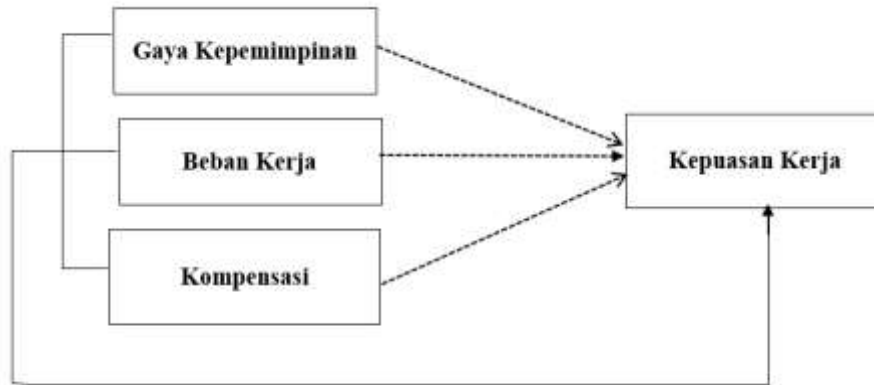 Gaya Kepemimpinan
Beban Kerja
Kepuasan Kerja
Kompensasi